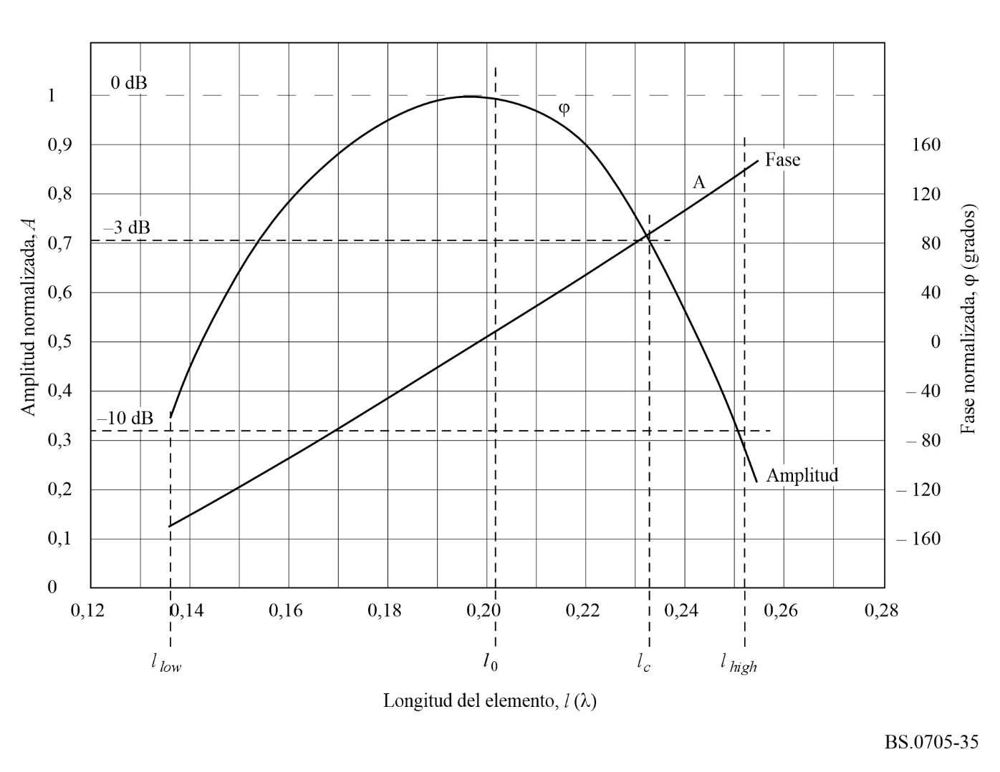 0 dB
1
φ
0,9
160
Fase
A
0,8
120
–3 dB
0,7
80
0,6
40
0,5
0
0,4
– 40
–10 dB
0,3
– 80
Amplitud
0,2
– 120
0,1
– 160
0
Amplitud normalizada, A
Fase normalizada, φ (grados)
0,12 0,14 0,16 0,18 0,20 0,22 0,24 0,26 0,28
l low l0 lc l high
Longitud del elemento, l (λ)
BS.0705-35